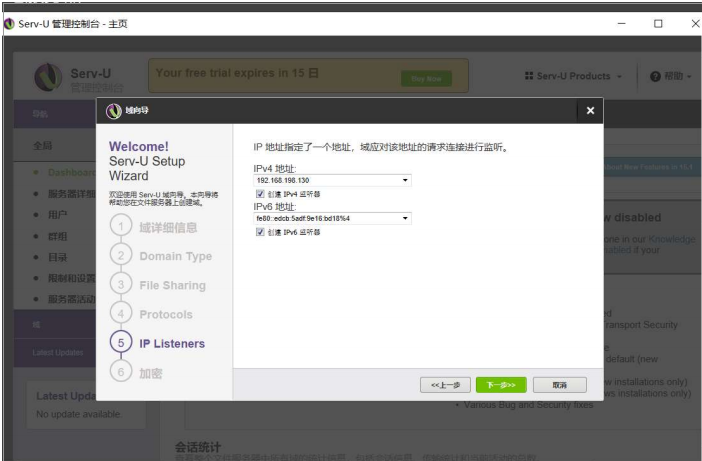 Serv-U 管理控制台 - 主页
Serv-U
管理控制台
Your free trial expires in 15 日
Buy Now
Serv-U Products
帮助
导航
域向导
全局
Dashboard
服务器详细
用户
群组
目录
限制和设置
服务器活动
域
Latest Updates
Latest Upda
No update available.
Welcome!
Serv-U Setup
Wizard
欢迎使用 Serv-U 域向导。本向导将
帮助您在文件服务器上创建域。
1 域详细信息
2 Domain Type
3 File Sharing
4 Protocols
5 IP Listeners
6 加密
IP 地址指定了一个地址，域应对该地址的请求连接进行监听。
IPv4 地址:
192.168.198.130
创建 IPv4 监听器
IPv6 地址:
fe80::edcb:5adf:9e16:bd18%4
创建 IPv6 监听器
<<上一步
下一步>>
取消
About New Features in 15.1
w disabled
one in our Knowledge
if your
ed
ransport Security
e
default (new
w installations only)
ws installations only)
Various Bug and Security fixes
会话统计